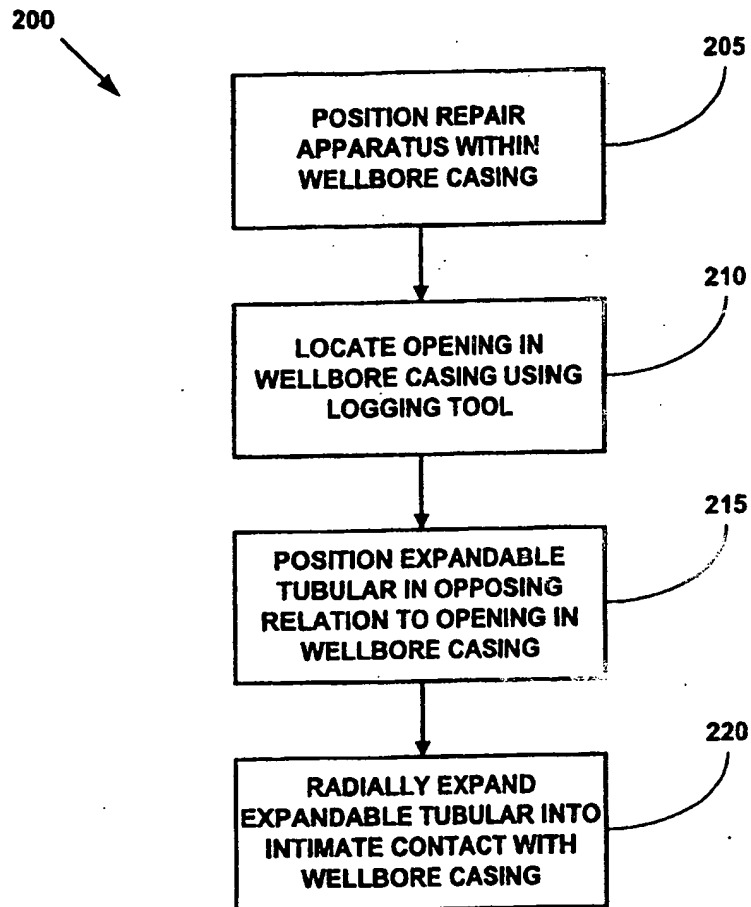 200
205
POSITION REPAIR
APPARATUS WITHIN
WELLBORE CASING
210
LOCATE OPENING IN
WELLBORE CASING USING
LOGGING TOOL
215
POSITION EXPANDABLE
TUBULAR IN OPPOSING
RELATION TO OPENING IN
WELLBORE CASING
220
RADIALLY EXPAND
EXPANDABLE TUBULAR INTO
INTIMATE CONTACT WITH
WELLBORE CASING